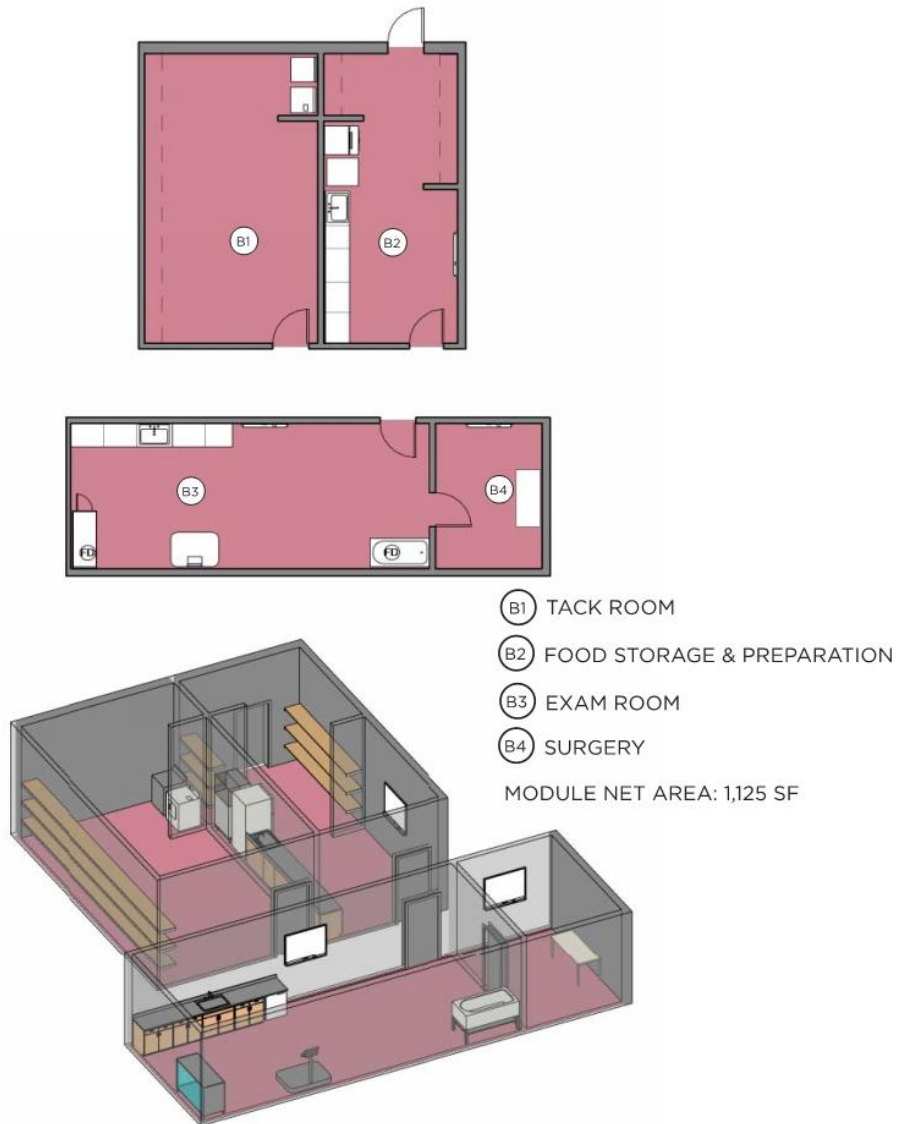 B1
B2
B3
B4
FD
FD
B1 TACK ROOM
B2 FOOD STORAGE & PREPARATION
B3 EXAM ROOM
B4 SURGERY
MODULE NET AREA: 1,125 SF